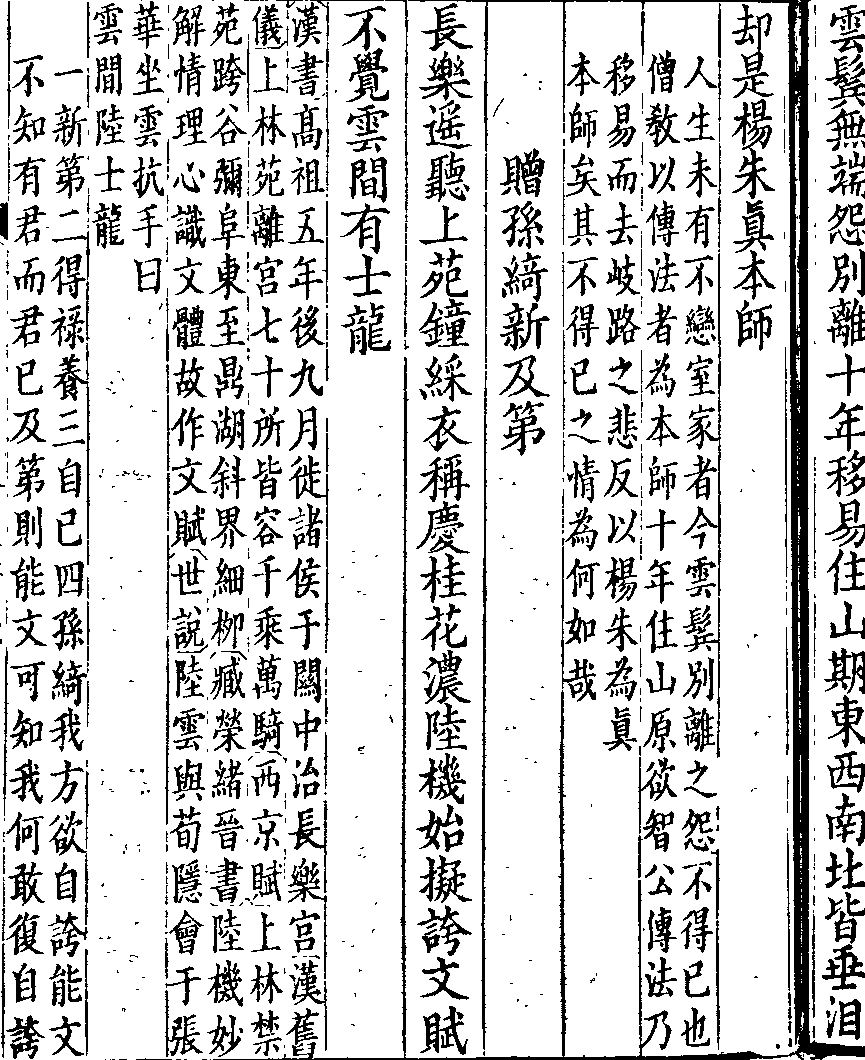 雲鬂無端怨別離十年移易住山期東西南北皆垂淚
却是楊朱眞本師
人生未有不戀室家者今雲鬂別離之怨不得已也
僧教以傳法者為本師十年住山原欲智公傳法乃
移易而去岐路之悲反以楊朱為眞
本師矣其不得已之情為何如哉
贈孫綺新及第
長樂遥聽上苑鐘綵衣稱慶桂花濃陸機始擬誇文賦
不覺雲間有士龍
漢書髙祖五年後九月徙諸侯于關中治長樂宫漢舊
儀上林苑離宫七十所皆容千乘萬騎西京賦上林禁
苑跨谷彌阜東至鼎湖斜界細栁臧榮緒晉書陸機妙
解情理心識文體故作文賦世說陸雲與荀隱會于張
華坐雲抗手曰
雲間陸士龍
一新第二得禄養三自已四孫綺我方欲自誇能文
不知有君而君已及第則能文可知我何敢復自誇